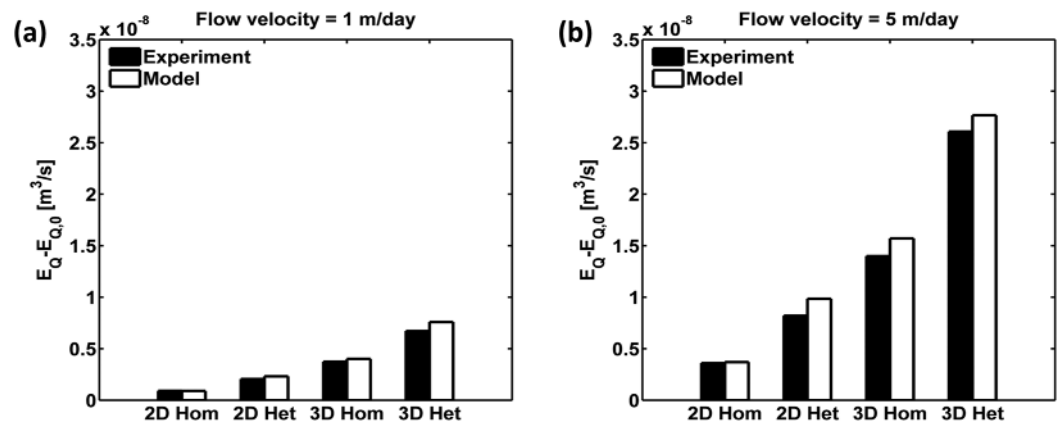 (a)
Flow velocity = 1 m/day
x 10⁻⁸
3.5
3
2.5
2
1.5
1
0.5
0
E_Q-E_Q,0 [m³/s]
Experiment
Model
2D Hom 2D Het 3D Hom 3D Het
(b)
Flow velocity = 5 m/day
x 10⁻⁸
3.5
3
2.5
2
1.5
1
0.5
0
E_Q-E_Q,0 [m³/s]
Experiment
Model
2D Hom 2D Het 3D Hom 3D Het